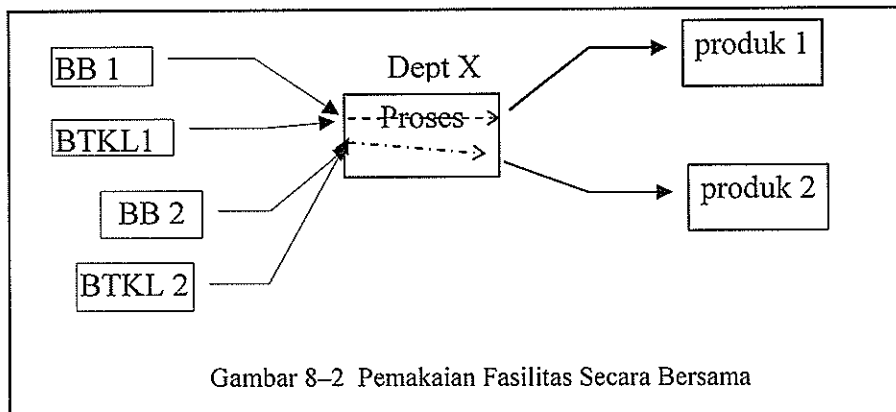 BB 1
BTKL1
BB 2
BTKL 2
Dept X
Proses
produk 1
produk 2
Gambar 8–2 Pemakaian Fasilitas Secara Bersama